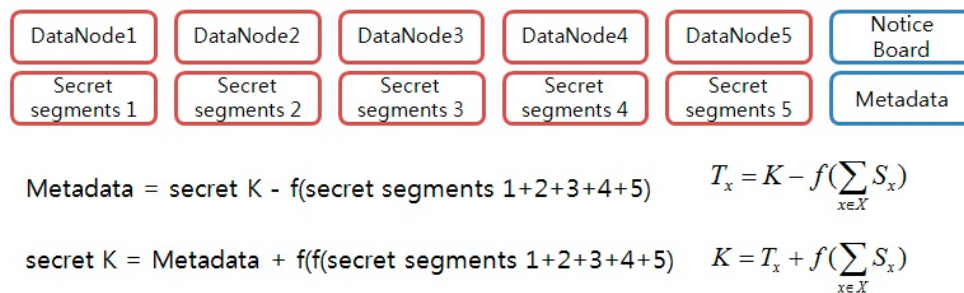 DataNode1 DataNode2 DataNode3 DataNode4 DataNode5 Notice Board
Secret segments 1 Secret segments 2 Secret segments 3 Secret segments 4 Secret segments 5 Metadata
Metadata = secret K - f(secret segments 1+2+3+4+5) T_x = K − f(∑_{x∈X} S_x)
secret K = Metadata + f(f(secret segments 1+2+3+4+5) K = T_x + f(∑_{x∈X} S_x)